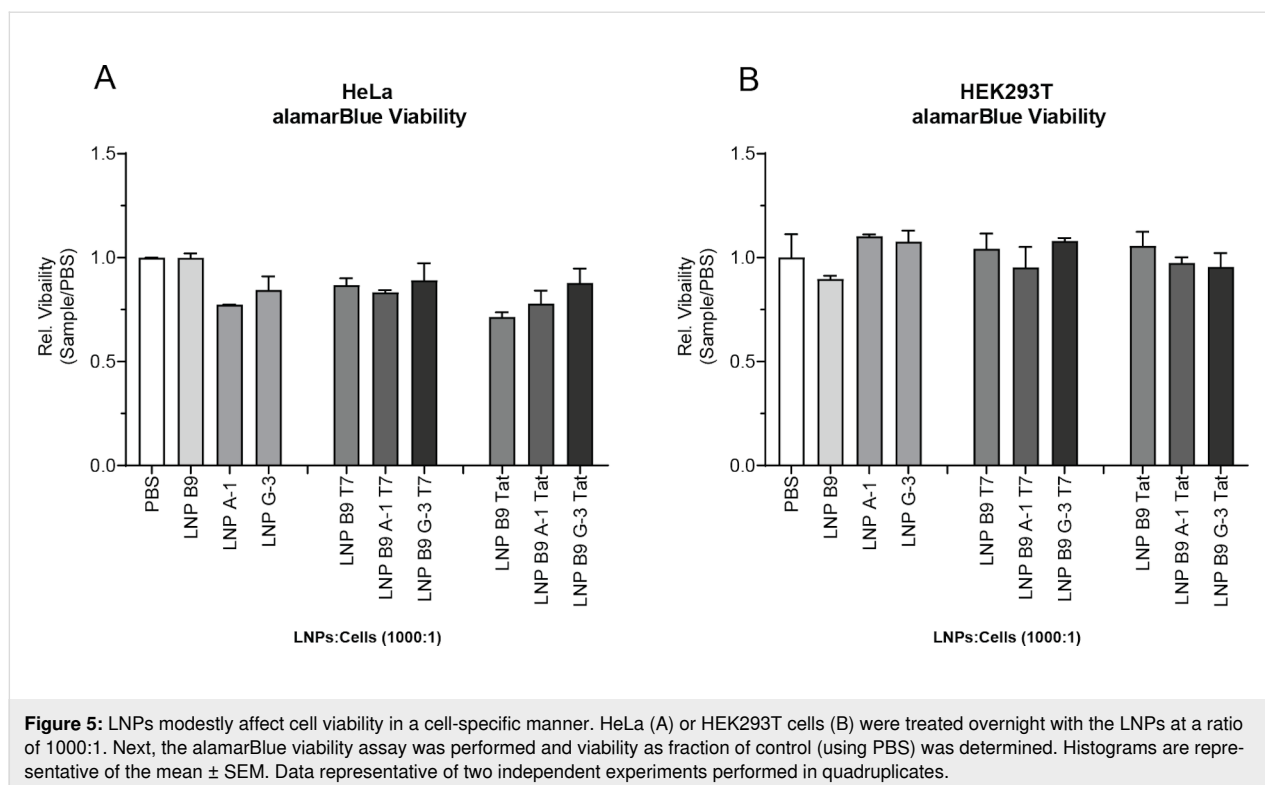 A
HeLa
alamarBlue Viability
Rel. Vibaility
(Sample/PBS)
1.5
1.0
0.5
0.0
PBS
LNP B9
LNP A-1
LNP G-3
LNP B9 T7
LNP B9 A-1 T7
LNP B9 G-3 T7
LNP B9 Tat
LNP B9 A-1 Tat
LNP B9 G-3 Tat
LNPs:Cells (1000:1)
B
HEK293T
alamarBlue Viability
Rel. Vibaility
(Sample/PBS)
1.5
1.0
0.5
0.0
PBS
LNP B9
LNP A-1
LNP G-3
LNP B9 T7
LNP B9 A-1 T7
LNP B9 G-3 T7
LNP B9 Tat
LNP B9 A-1 Tat
LNP B9 G-3 Tat
LNPs:Cells (1000:1)
Figure 5: LNPs modestly affect cell viability in a cell-specific manner. HeLa (A) or HEK293T cells (B) were treated overnight with the LNPs at a ratio
of 1000:1. Next, the alamarBlue viability assay was performed and viability as fraction of control (using PBS) was determined. Histograms are repre-
sentative of the mean ± SEM. Data representative of two independent experiments performed in quadruplicates.